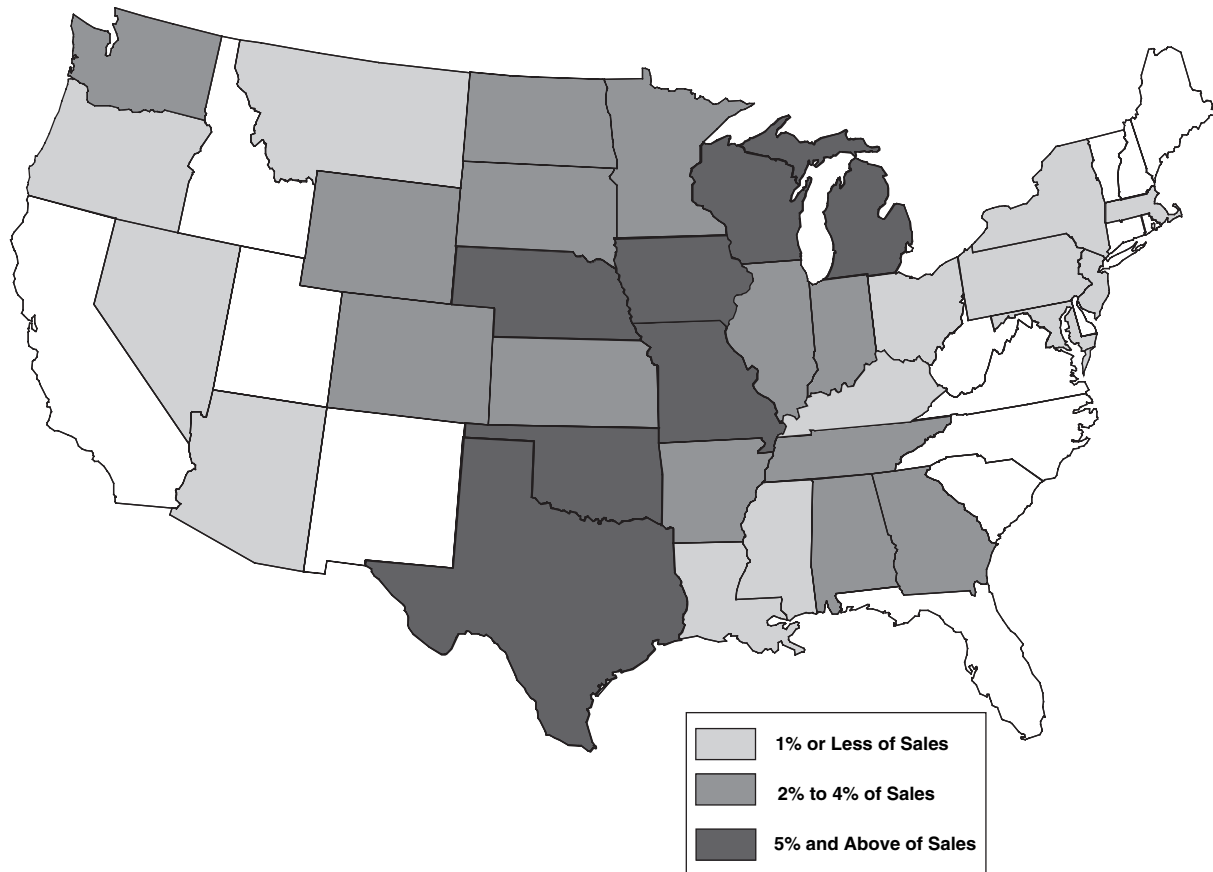 1% or Less of Sales
2% to 4% of Sales
5% and Above of Sales